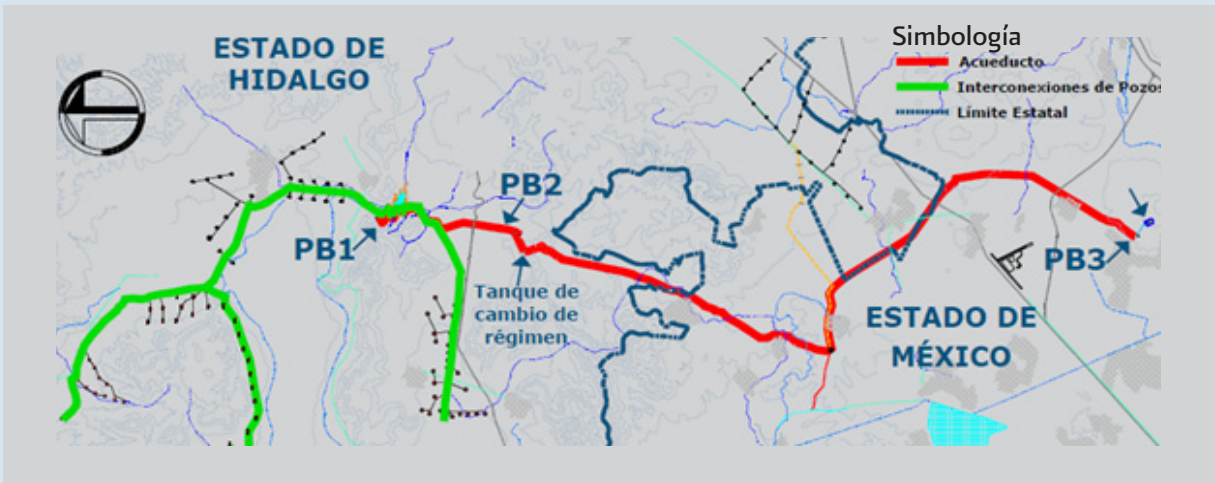 ESTADO DE
HIDALGO
Simbología
Acueducto
Interconexiones de Pozos
Límite Estatal
PB2
PB1
Tanque de
cambio de
régimen
PB3
ESTADO DE
MÉXICO